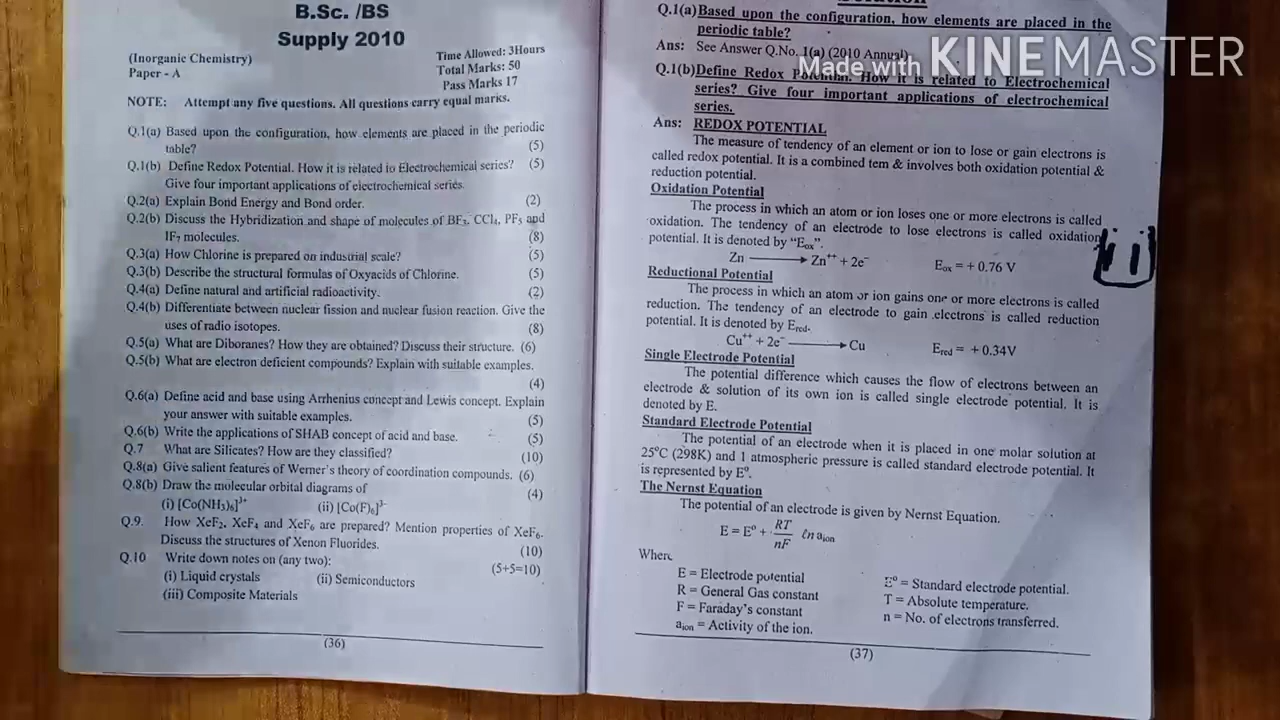 B.Sc. /BS
Supply 2010
(Inorganic Chemistry)
Paper - A
Time Allowed: 3Hours
Total Marks: 50
Pass Marks 17
NOTE: Attempt any five questions. All questions carry equal marks.
Q.1(a) Based upon the configuration, how elements are placed in the periodic
table? (5)
Q.1(b) Define Redox Potential. How it is related to Electrochemical series? (5)
Give four important applications of electrochemical series.
Q.2(a) Explain Bond Energy and Bond order. (2)
Q.2(b) Discuss the Hybridization and shape of molecules of BF₃, CCl₄, PF₅ and
IF₇ molecules. (8)
Q.3(a) How Chlorine is prepared on industrial scale? (5)
Q.3(b) Describe the structural formulas of Oxyacids of Chlorine. (5)
Q.4(a) Define natural and artificial radioactivity. (2)
Q.4(b) Differentiate between nuclear fission and nuclear fusion reaction. Give the
uses of radio isotopes. (8)
Q.5(a) What are Diboranes? How they are obtained? Discuss their structure. (6)
Q.5(b) What are electron deficient compounds? Explain with suitable examples.
(4)
Q.6(a) Define acid and base using Arrhenius concept and Lewis concept. Explain
your answer with suitable examples. (5)
Q.6(b) Write the applications of SHAB concept of acid and base. (5)
Q.7 What are Silicates? How are they classified? (10)
Q.8(a) Give salient features of Werner's theory of coordination compounds. (6)
Q.8(b) Draw the molecular orbital diagrams of (4)
(i) [Co(NH₃)₆]³⁺ (ii) [Co(F)₆]³⁻
Q.9. How XeF₂, XeF₄ and XeF₆ are prepared? Mention properties of XeF₆.
Discuss the structures of Xenon Fluorides. (10)
Q.10 Write down notes on (any two): (5+5=10)
(i) Liquid crystals (ii) Semiconductors
(iii) Composite Materials
(36)
Q.1(a)Based upon the configuration, how elements are placed in the
periodic table?
Ans: See Answer Q.No. 1(a) (2010 Annual)
Made with KINEMASTER
Q.1(b)Define Redox How it is related to Electrochemical
series? Give four important applications of electrochemical
series.
Ans: REDOX POTENTIAL
The measure of tendency of an element or ion to lose or gain electrons is
called redox potential. It is a combined tem & involves both oxidation potential &
reduction potential.
Oxidation Potential
The process in which an atom or ion loses one or more electrons is called
oxidation. The tendency of an electrode to lose electrons is called oxidation
potential. It is denoted by "Eₒₓ".
Zn ⟶ Zn⁺⁺ + 2e⁻ Eₒₓ = + 0.76 V
Reductional Potential
The process in which an atom or ion gains one or more electrons is called
reduction. The tendency of an electrode to gain electrons is called reduction
potential. It is denoted by E_red.
Cu⁺⁺ + 2e⁻ ⟶ Cu E_red = + 0.34V
Single Electrode Potential
The potential difference which causes the flow of electrons between an
electrode & solution of its own ion is called single electrode potential. It is
denoted by E.
Standard Electrode Potential
The potential of an electrode when it is placed in one molar solution at
25°C (298K) and 1 atmospheric pressure is called standard electrode potential. It
is represented by E°.
The Nernst Equation
The potential of an electrode is given by Nernst Equation.
E = E° + RT/nF ℓn a_ion
Where
E = Electrode potential E° = Standard electrode potential.
R = General Gas constant T = Absolute temperature.
F = Faraday's constant n = No. of electrons transferred.
a_ion = Activity of the ion.
(37)